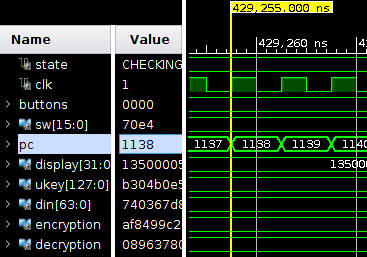 429,255.000 ns
Name Value
429,260 ns
state CHECKING
clk 1
buttons 0000
sw[15:0] 70e4
pc 1138 1137 1138 1139 1140
display[31:0 13500005 135000
ukey[127:0] b304b0e5
din[63:0] 740367d8
encryption af8499c2
decryption 08963780